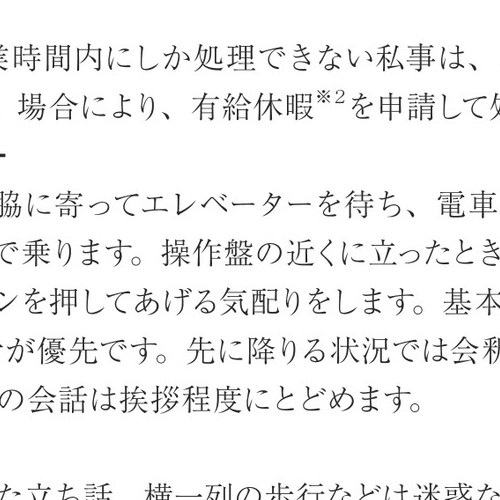 業時間内にしか処理できない私事は、
場合により、有給休暇※2を申請して処
ー
脇に寄ってエレベーターを待ち、電車
で乗ります。操作盤の近くに立ったとき
ンを押してあげる気配りをします。基本
が優先です。先に降りる状況では会釈
の会話は挨拶程度にとどめます。
た立ち話、横一列の歩行などは迷惑な